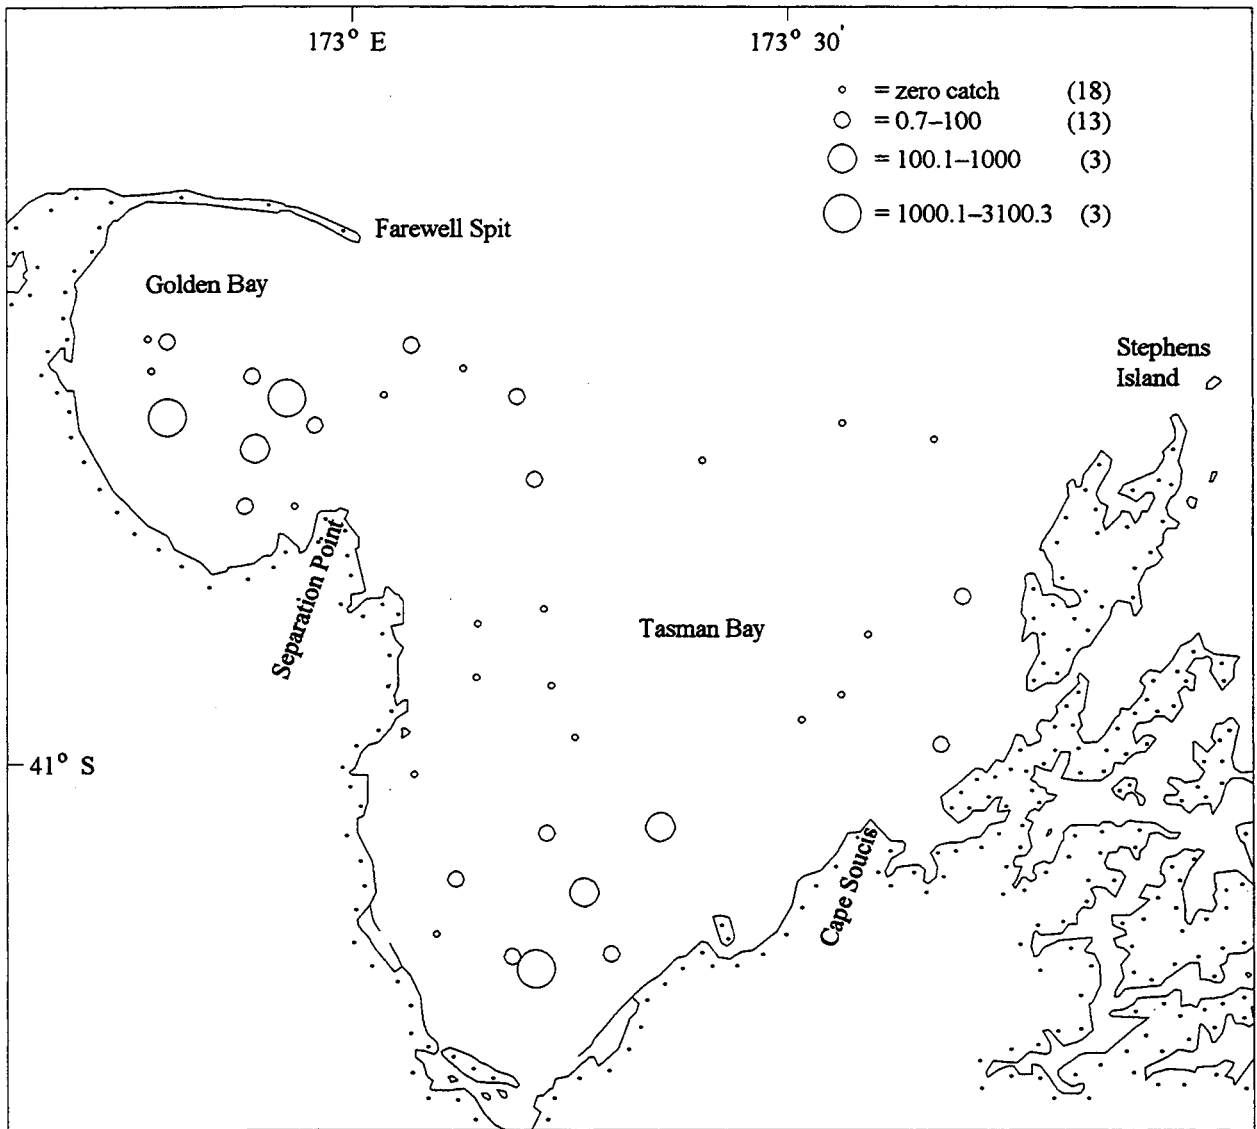 173° E
173° 30'
= zero catch (18)
= 0.7–100 (13)
= 100.1–1000 (3)
= 1000.1–3100.3 (3)
Farewell Spit
Golden Bay
Stephens
Island
Separation Point
Tasman Bay
41° S
Cape Soucis